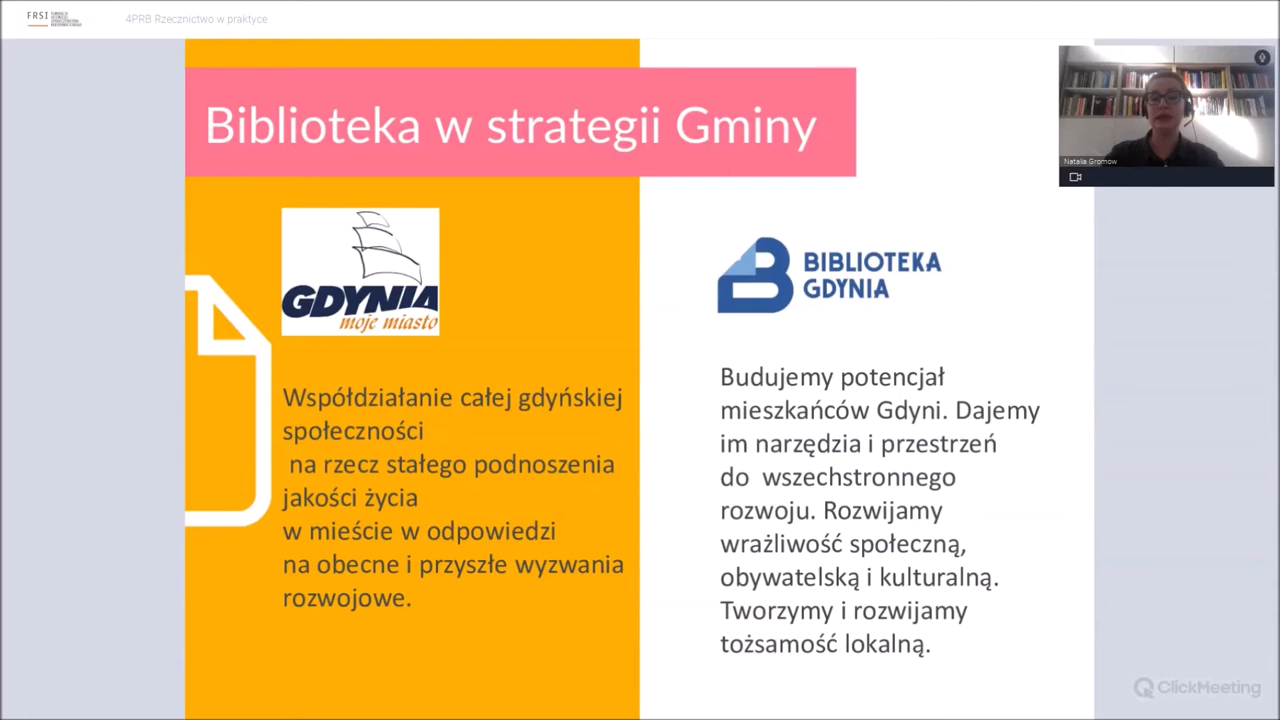 FRSI
4PRB Rzecznictwo w praktyce
Biblioteka w strategii Gminy
Natalia Gromow
GDYNIA
moje miasto
BIBLIOTEKA
GDYNIA
Współdziałanie całej gdyńskiej
społeczności
na rzecz stałego podnoszenia
jakości życia
w mieście w odpowiedzi
na obecne i przyszłe wyzwania
rozwojowe.
Budujemy potencjał
mieszkańców Gdyni. Dajemy
im narzędzia i przestrzeń
do wszechstronnego
rozwoju. Rozwijamy
wrażliwość społeczną,
obywatelską i kulturalną.
Tworzymy i rozwijamy
tożsamość lokalną.
ClickMeeting